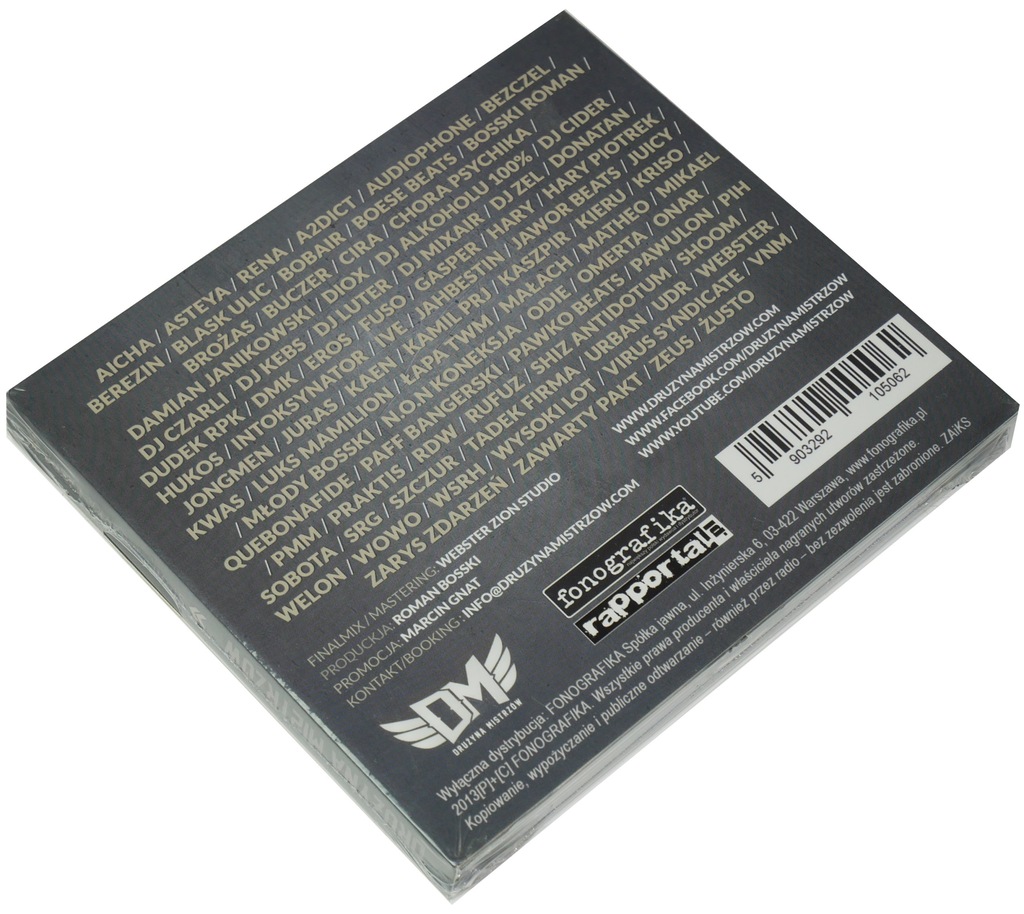 AICHA / ASTEYA / RENA / A2DICT / AUDIOPHONE / BEZCZEL /
BEREZIN / BLASK ULIC / BOBAIR / BOESE BEATS / BOSSKI ROMAN /
BROŻAS / BUCZER / CIRA / CHORA PSYCHIKA /
DAMIAN JANIKOWSKI / DIOX / DJ ALKOHOLU 100% / DJ CIDER /
DJ CZARLI / DJ KEBS / DJ LUTER / DJ MIXAIR / DJ ZEL / DONATAN /
DUDEK RPK / DMK / EROS / FUSO / GASPER / HARY / HARY PIOTREK /
HUKOS / INTOKSYNATOR / IVE / JAHBESTIN / JAWOR BEATS / JUICY /
JONGMEN / JURAS / KAEN / KAMIL PRJ / KASZPIR / KIERU / KRISO /
KWAS / LUKS MAMILION / ŁAPA TWM / MAŁACH / MATHEO / MIKAEL
/ MŁODY BOSSKI / NO.NAKONEKSJA / ODIE / OMERTA / ONAR /
QUEBONAFIDE / PAFF BANGERSKI / PAWKO BEATS / PAWULON / PIH
/ PMM / PRAKTIS / RDW / RUFUZ / SHIZ ANTIDOTUM / SHOOM /
SOBOTA / SRG / SZCZUR / TADEK FIRMA / URBAN / UDR / WEBSTER /
WELON / WOWO / WSRH / WYSOKI LOT / VIRUS SYNDICATE / VNM /
ZARYS ZDARZEŃ / ZAWARTY PAKT / ZEUS / ŻUSTO
WWW.DRUZYNAMISTRZOW.COM
WWW.FACEBOOK.COM/DRUZYNAMISTRZOW
WWW.YOUTUBE.COM/DRUZYNAMISTRZOW
5 903292 105062
FINALMIX / MASTERING: WEBSTER ZION STUDIO
PRODUCKJA: ROMAN BOSSKI
PROMOCJA: MARCIN GNAT
KONTAKT/BOOKING : INFO@DRUZYNAMISTRZOW.COM
fonografika
rapportale
DM
DRUŻYNA MISTRZÓW
Wyłączna dystrybucja: FONOGRAFIKA Spółka jawna, ul. Inżynierska 6, 03-422 Warszawa, www.fonografika.pl
2013[P]+[C] FONOGRAFIKA. Wszystkie prawa producenta i właściciela nagranych utworów zastrzeżone.
Kopiowanie, wypożyczanie i publiczne odtwarzanie – również przez radio – bez zezwolenia jest zabronione. ZAiKS